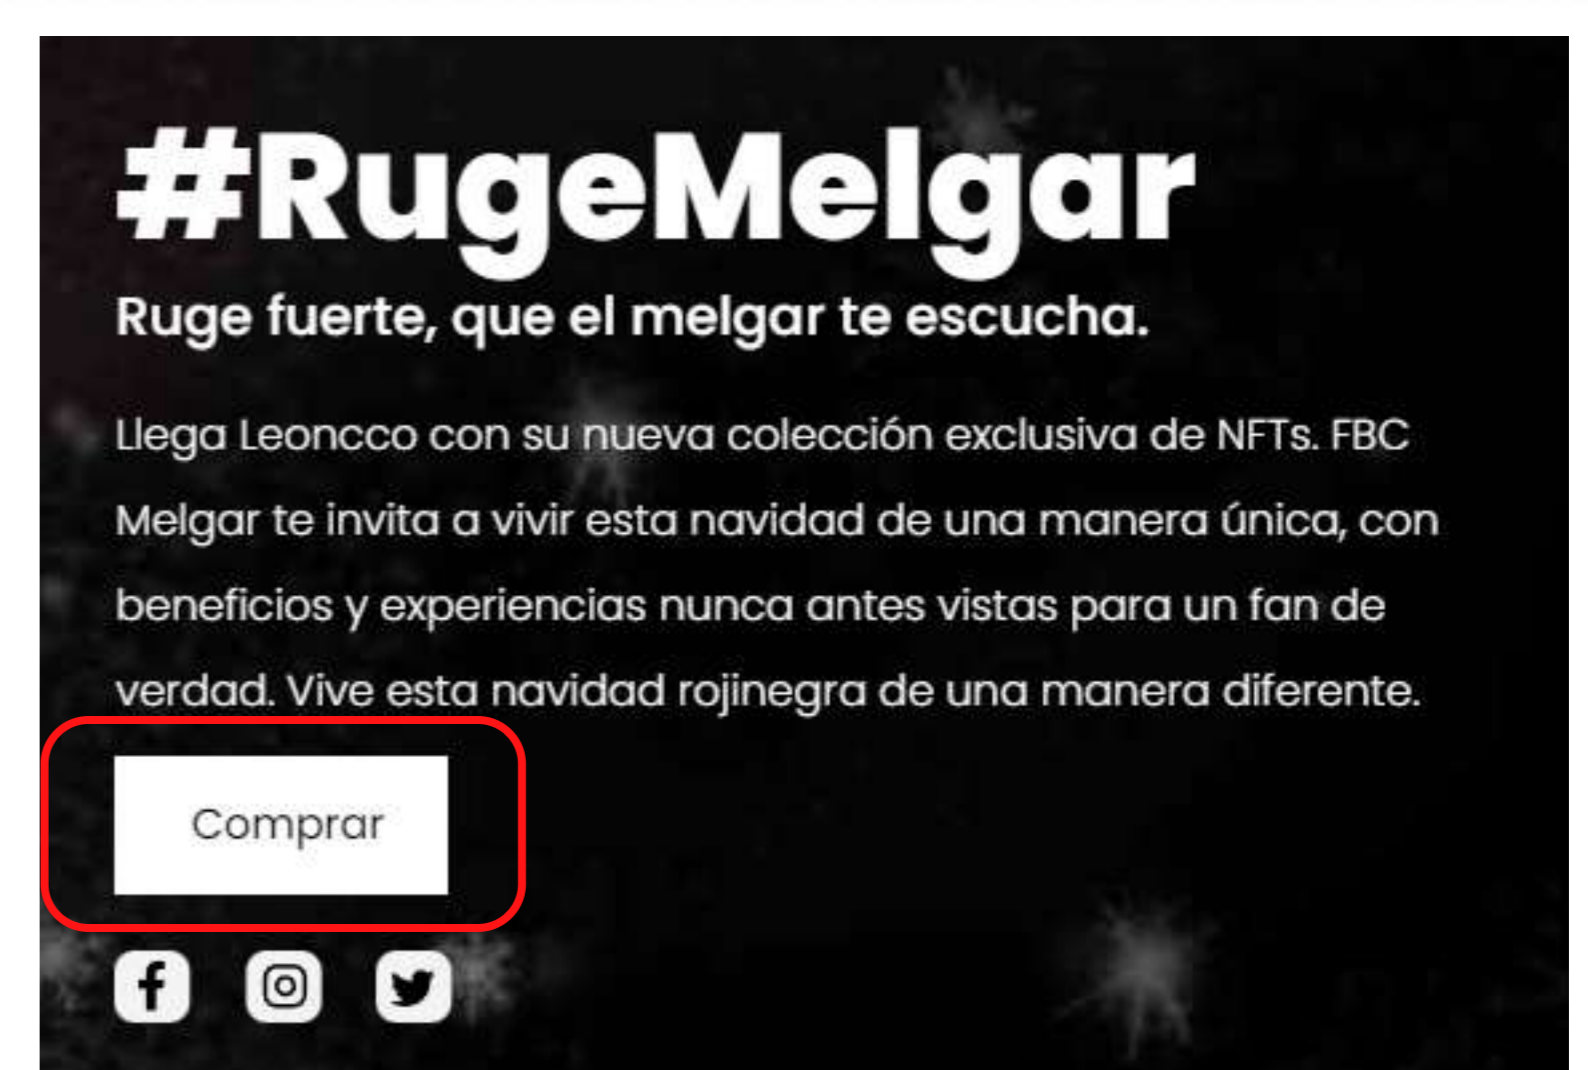 #RugeMelgar
Ruge fuerte, que el melgar te escucha.
Llega Leoncco con su nueva colección exclusiva de NFTs. FBC
Melgar te invita a vivir esta navidad de una manera única, con
beneficios y experiencias nunca antes vistas para un fan de
verdad. Vive esta navidad rojinegra de una manera diferente.
Comprar